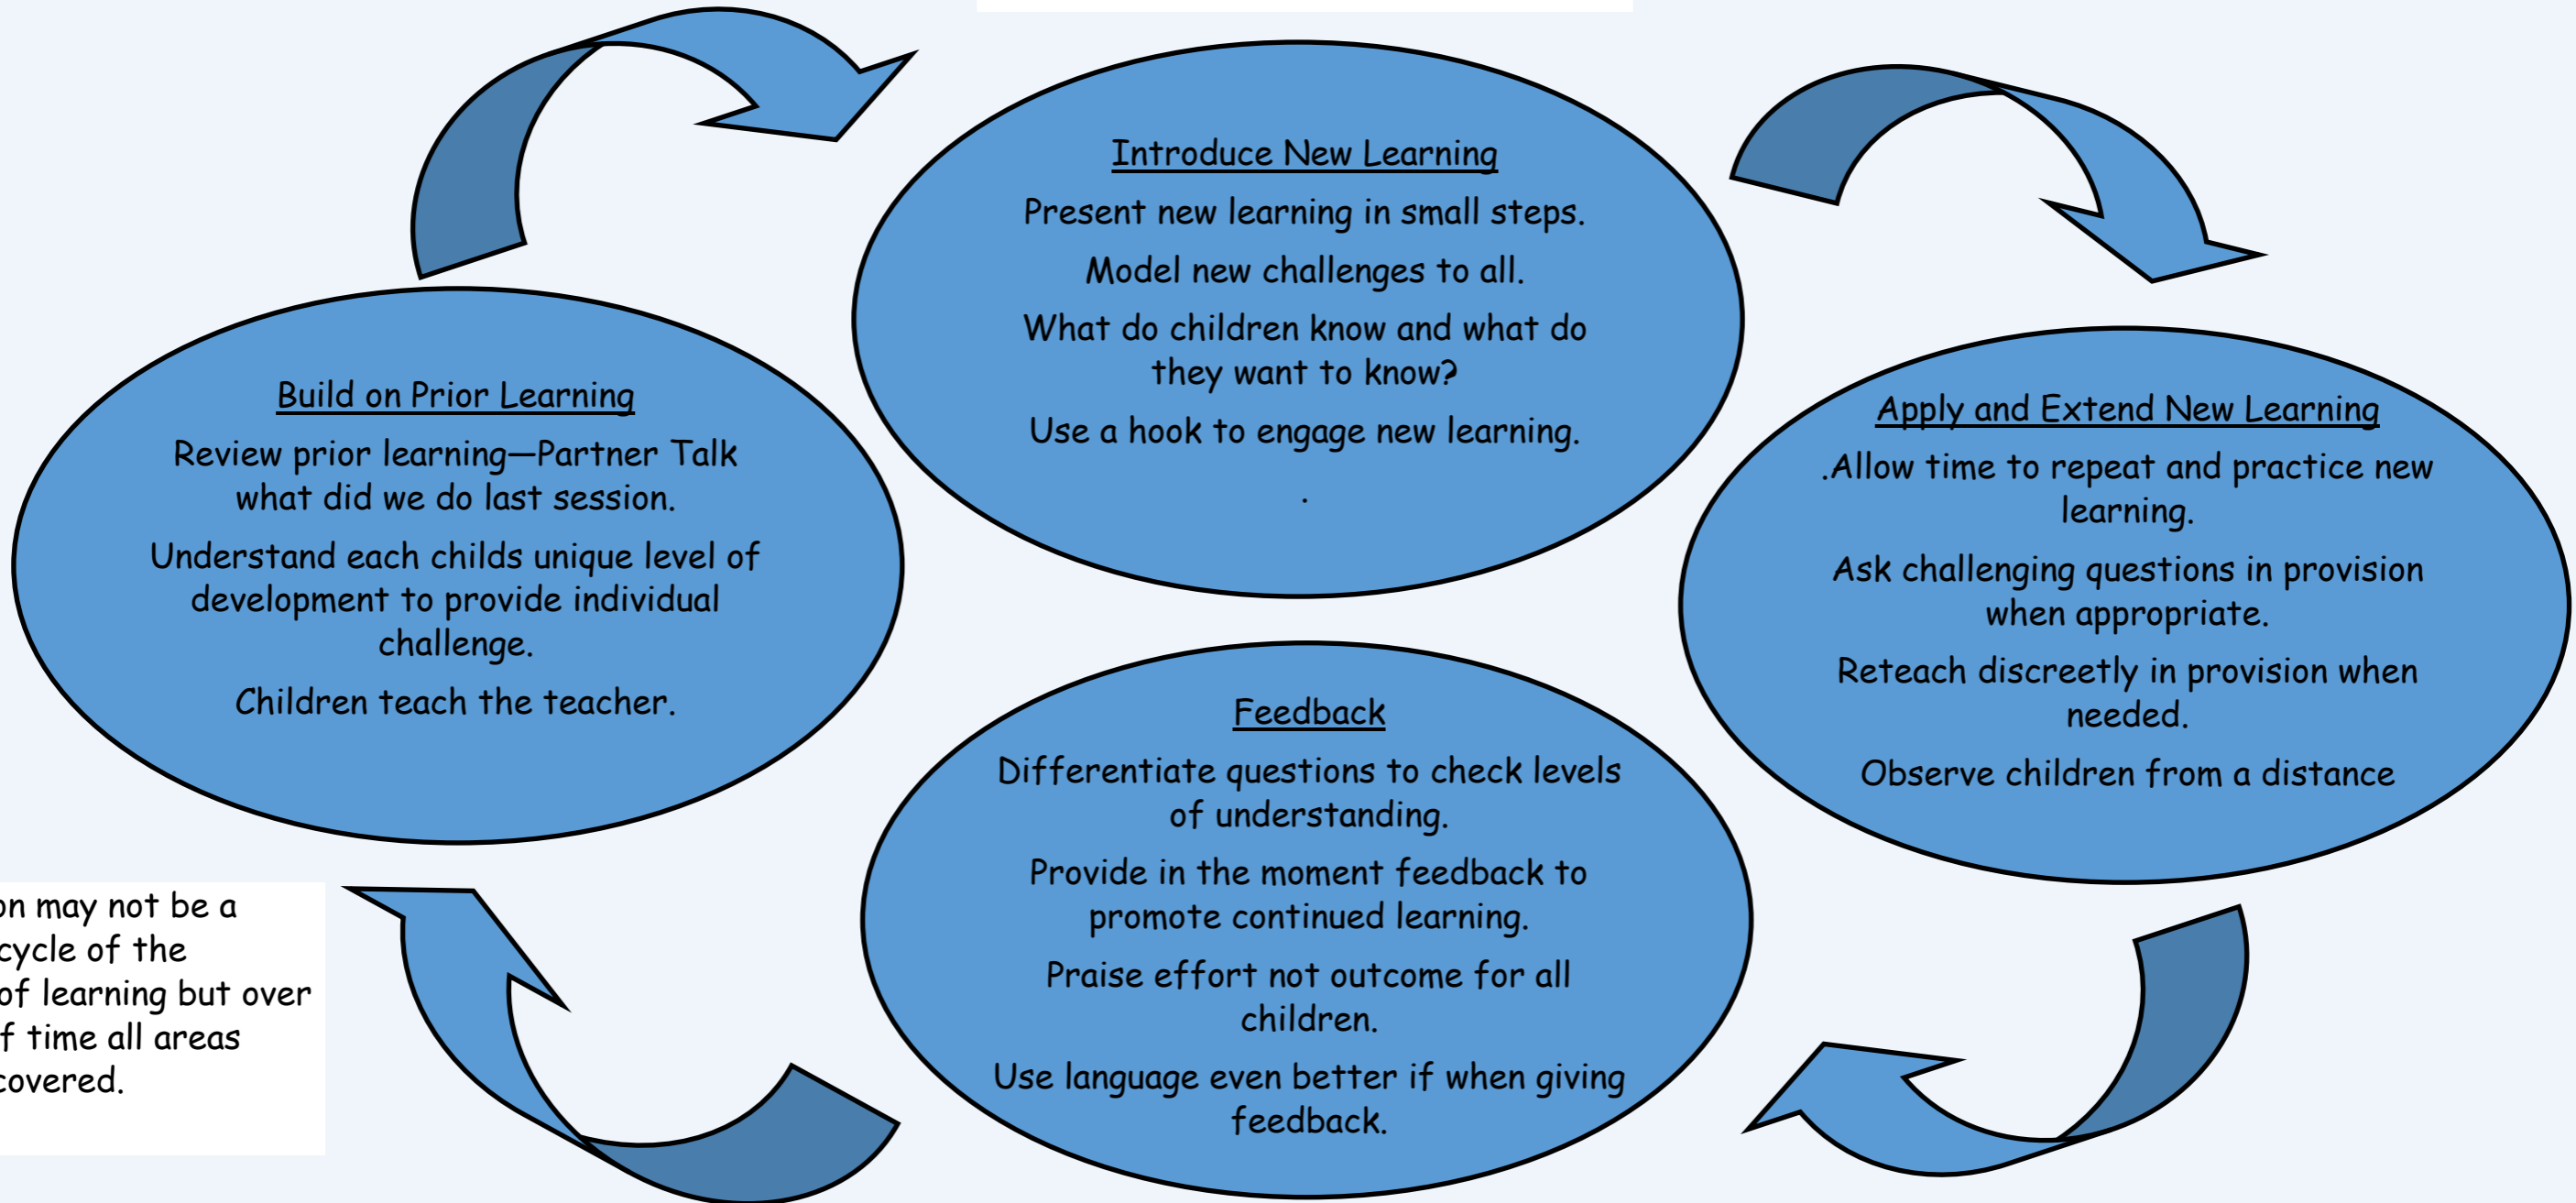 Build on Prior Learning
Review prior learning—Partner Talk
what did we do last session.
Understand each childs unique level of
development to provide individual
challenge.
Children teach the teacher.
Introduce New Learning
Present new learning in small steps.
Model new challenges to all.
What do children know and what do
they want to know?
Use a hook to engage new learning.
.
Apply and Extend New Learning
.Allow time to repeat and practice new
learning.
Ask challenging questions in provision
when appropriate.
Reteach discreetly in provision when
needed.
Observe children from a distance
Feedback
Differentiate questions to check levels
of understanding.
Provide in the moment feedback to
promote continued learning.
Praise effort not outcome for all
children.
Use language even better if when giving
feedback.
may not be a
cycle of the
of learning but over
time all areas
covered.